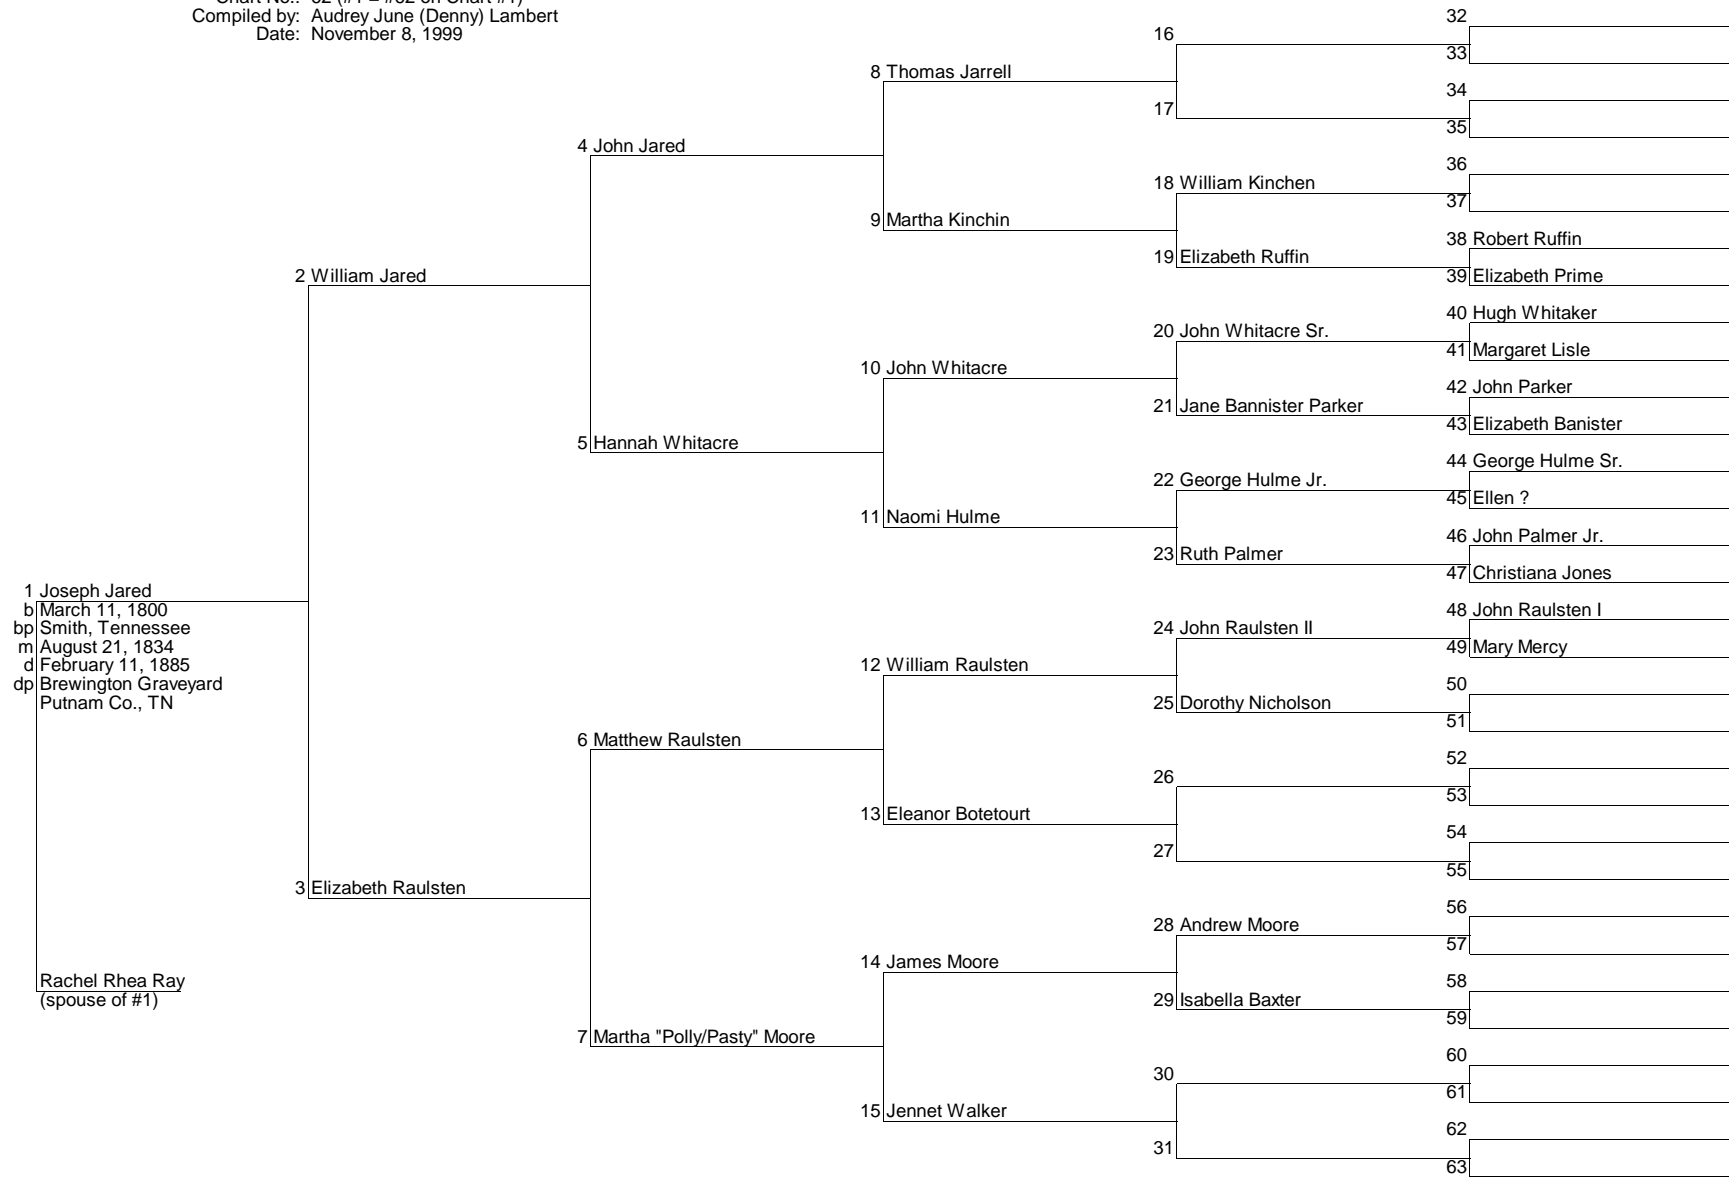 Chart No.: 62 (#1 = #62 on Chart #1)
Compiled by: Audrey June (Denny) Lambert
Date: November 8, 1999
1 Joseph Jared
b March 11, 1800
bp Smith, Tennessee
m August 21, 1834
d February 11, 1885
dp Brewington Graveyard
Putnam Co., TN
Rachel Rhea Ray
(spouse of #1)
2 William Jared
3 Elizabeth Raulsten
4 John Jared
5 Hannah Whitacre
6 Matthew Raulsten
7 Martha "Polly/Pasty" Moore
8 Thomas Jarrell
9 Martha Kinchin
10 John Whitacre
11 Naomi Hulme
12 William Raulsten
13 Eleanor Botetourt
14 James Moore
15 Jennet Walker
16
17
18 William Kinchen
19 Elizabeth Ruffin
20 John Whitacre Sr.
21 Jane Bannister Parker
22 George Hulme Jr.
23 Ruth Palmer
24 John Raulsten II
25 Dorothy Nicholson
26
27
28 Andrew Moore
29 Isabella Baxter
30
31
32
33
34
35
36
37
38 Robert Ruffin
39 Elizabeth Prime
40 Hugh Whitaker
41 Margaret Lisle
42 John Parker
43 Elizabeth Banister
44 George Hulme Sr.
45 Ellen ?
46 John Palmer Jr.
47 Christiana Jones
48 John Raulsten I
49 Mary Mercy
50
51
52
53
54
55
56
57
58
59
60
61
62
63